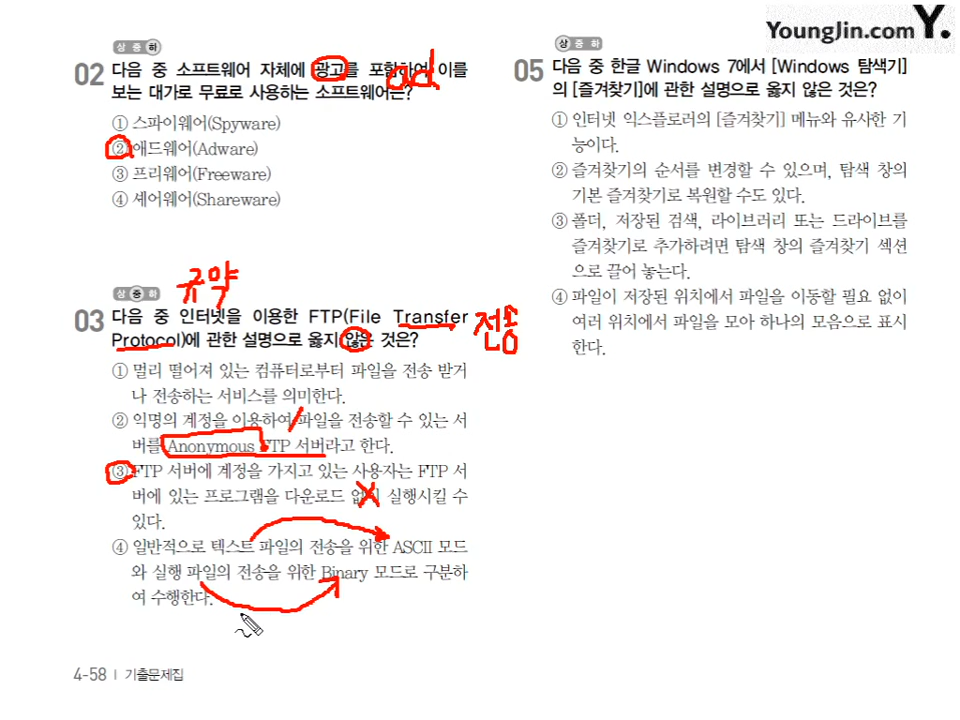 YoungJin.com Y.
상 중 하
02 다음 중 소프트웨어 자체에 광고를 포함하여 이를
보는 대가로 무료로 사용하는 소프트웨어는?
ad
① 스파이웨어(Spyware)
② 애드웨어(Adware)
③ 프리웨어(Freeware)
④ 셰어웨어(Shareware)
규약
상 중 하
03 다음 중 인터넷을 이용한 FTP(File Transfer
Protocol)에 관한 설명으로 옳지 않은 것은?
전송
① 멀리 떨어져 있는 컴퓨터로부터 파일을 전송 받거
나 전송하는 서비스를 의미한다.
② 익명의 계정을 이용하여 파일을 전송할 수 있는 서
버를 Anonymous FTP 서버라고 한다.
③ FTP 서버에 계정을 가지고 있는 사용자는 FTP 서
버에 있는 프로그램을 다운로드 없이 실행시킬 수
있다.
④ 일반적으로 텍스트 파일의 전송을 위한 ASCII 모드
와 실행 파일의 전송을 위한 Binary 모드로 구분하
여 수행한다.
상 중 하
05 다음 중 한글 Windows 7에서 [Windows 탐색기]
의 [즐겨찾기]에 관한 설명으로 옳지 않은 것은?
① 인터넷 익스플로러의 [즐겨찾기] 메뉴와 유사한 기
능이다.
② 즐겨찾기의 순서를 변경할 수 있으며, 탐색 창의
기본 즐겨찾기로 복원할 수도 있다.
③ 폴더, 저장된 검색, 라이브러리 또는 드라이브를
즐겨찾기로 추가하려면 탐색 창의 즐겨찾기 섹션
으로 끌어 놓는다.
④ 파일이 저장된 위치에서 파일을 이동할 필요 없이
여러 위치에서 파일을 모아 하나의 모음으로 표시
한다.
4-58 | 기출문제집